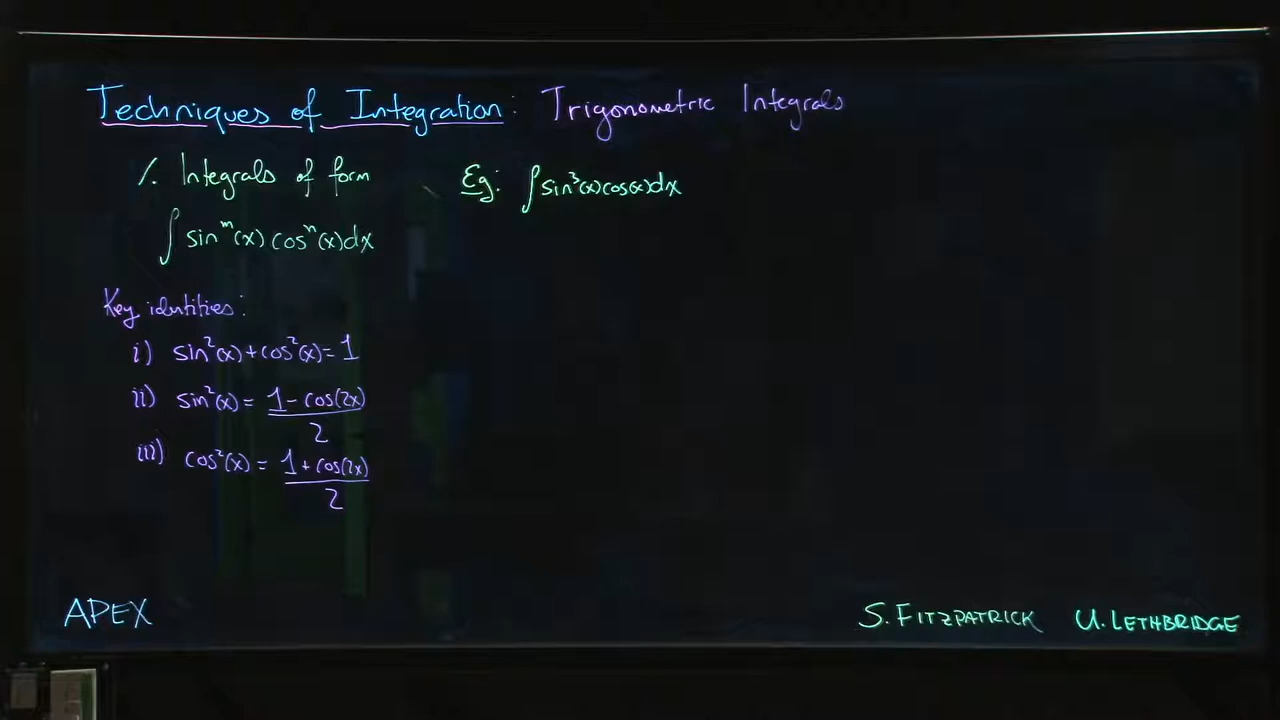 Techniques of Integration: Trigonometric Integrals
1. Integrals of form
∫ sin^m(x) cos^n(x)dx
Eg: ∫sin³(x)cos(x)dx
Key identities:
i) sin²(x)+cos²(x)=1
ii) sin²(x) = (1-cos(2x))/2
iii) cos²(x) = (1+cos(2x))/2
APEX
S. FITZPATRICK U. LETHBRIDGE